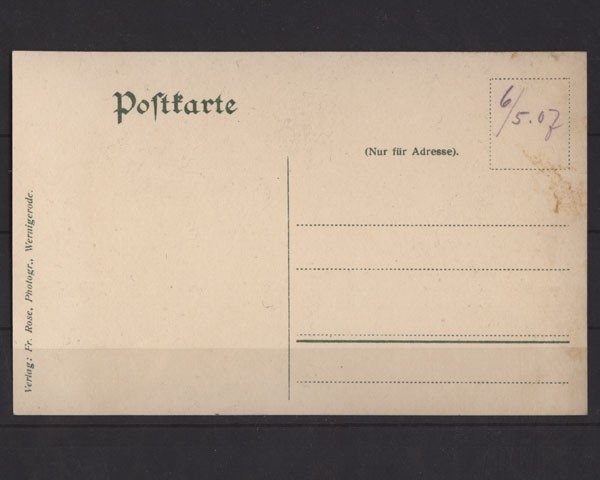 Postkarte
6/5.07
(Nur für Adresse).
Verlag: Fr. Rose, Photogr., Wernigerode.